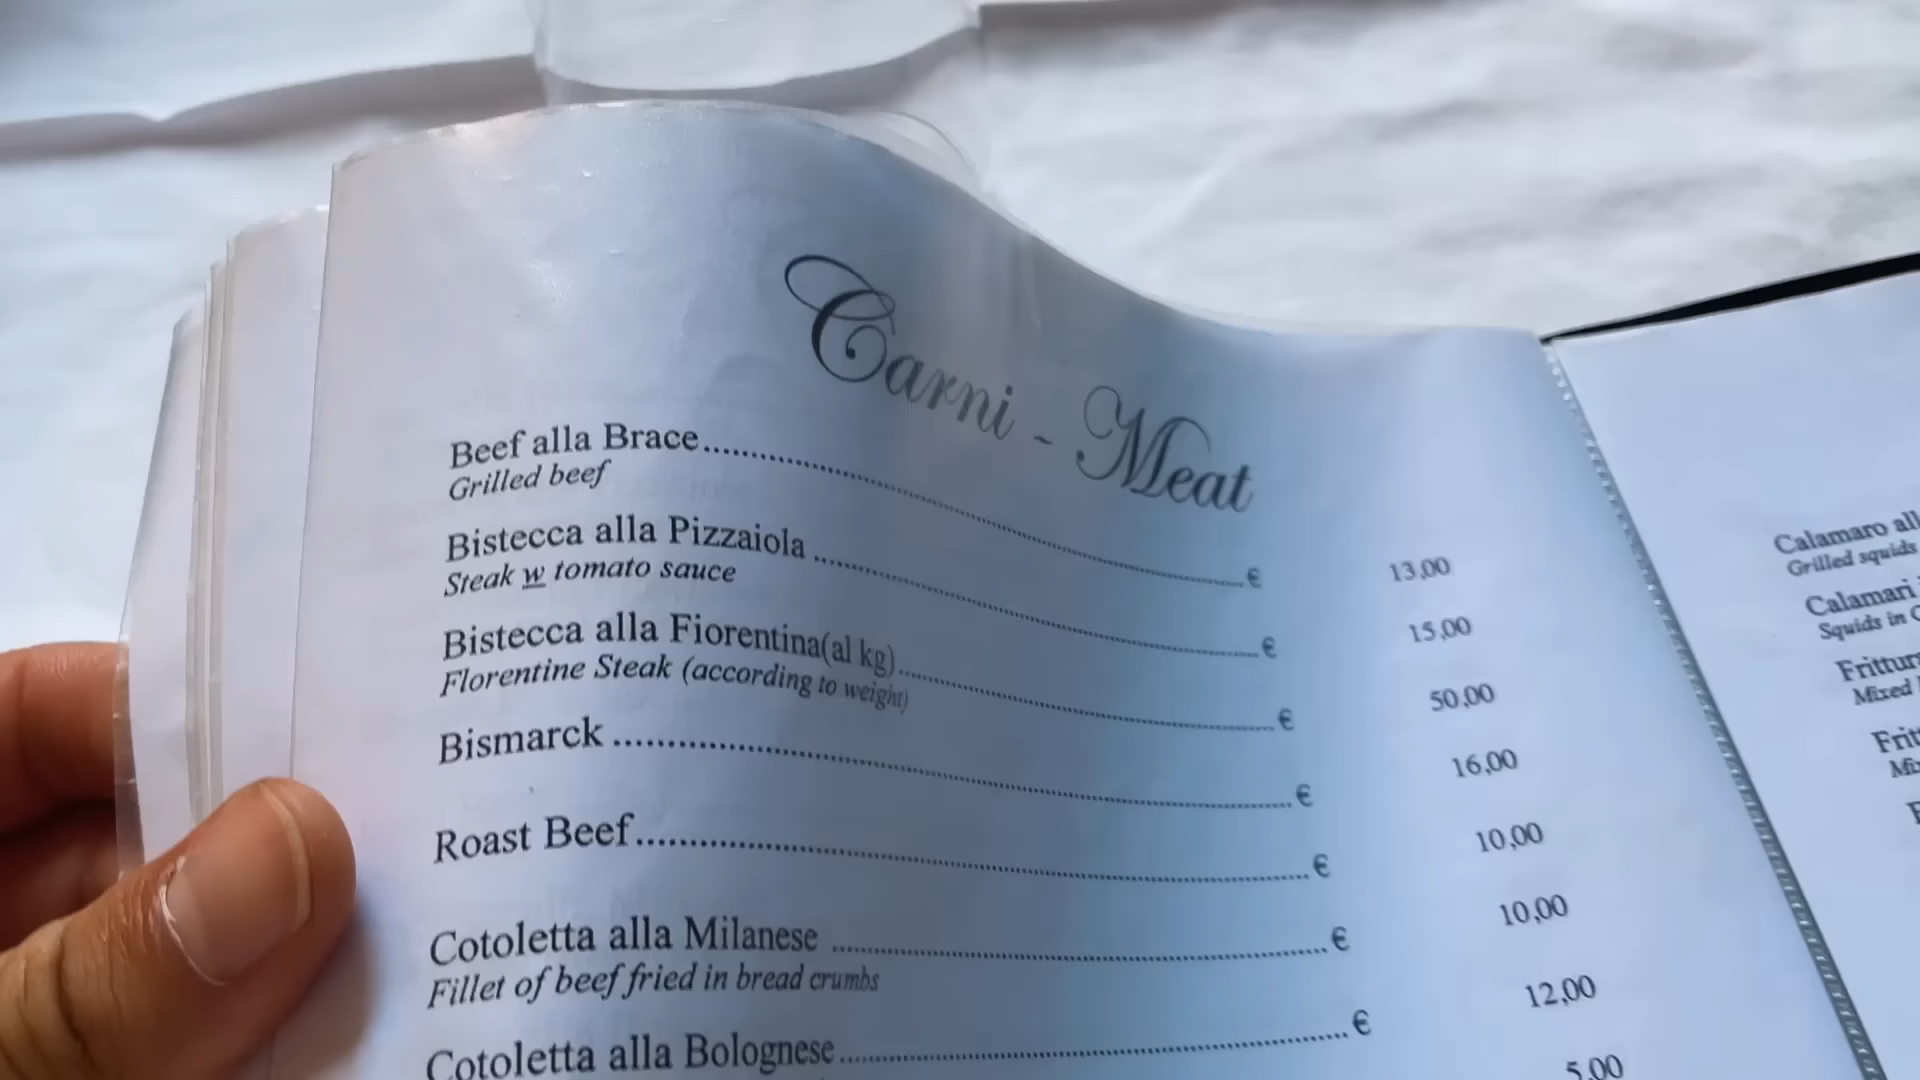 Carni - Meat
Beef alla Brace........................€ 13,00
Grilled beef
Bistecca alla Pizzaiola........................€ 15,00
Steak w tomato sauce
Bistecca alla Fiorentina(al kg)........................€ 50,00
Florentine Steak (according to weight)
Bismarck ........................€ 16,00
Roast Beef........................€ 10,00
Cotoletta alla Milanese ........................€ 10,00
Fillet of beef fried in bread crumbs
Cotoletta alla Bolognese........................€ 12,00
5,00
Calamaro
Grilled squids
Calamari
Squids in
Mixed